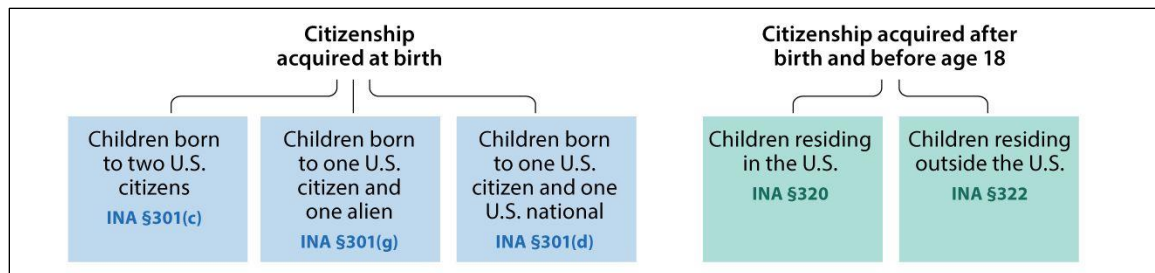 Citizenship
acquired at birth
Children born
to two U.S.
citizens
INA §301(c)
Children born
to one U.S.
citizen and
one alien
INA §301(g)
Children born
to one U.S.
citizen and one
U.S. national
INA §301(d)
Citizenship acquired after
birth and before age 18
Children residing
in the U.S.
INA §320
Children residing
outside the U.S.
INA §322